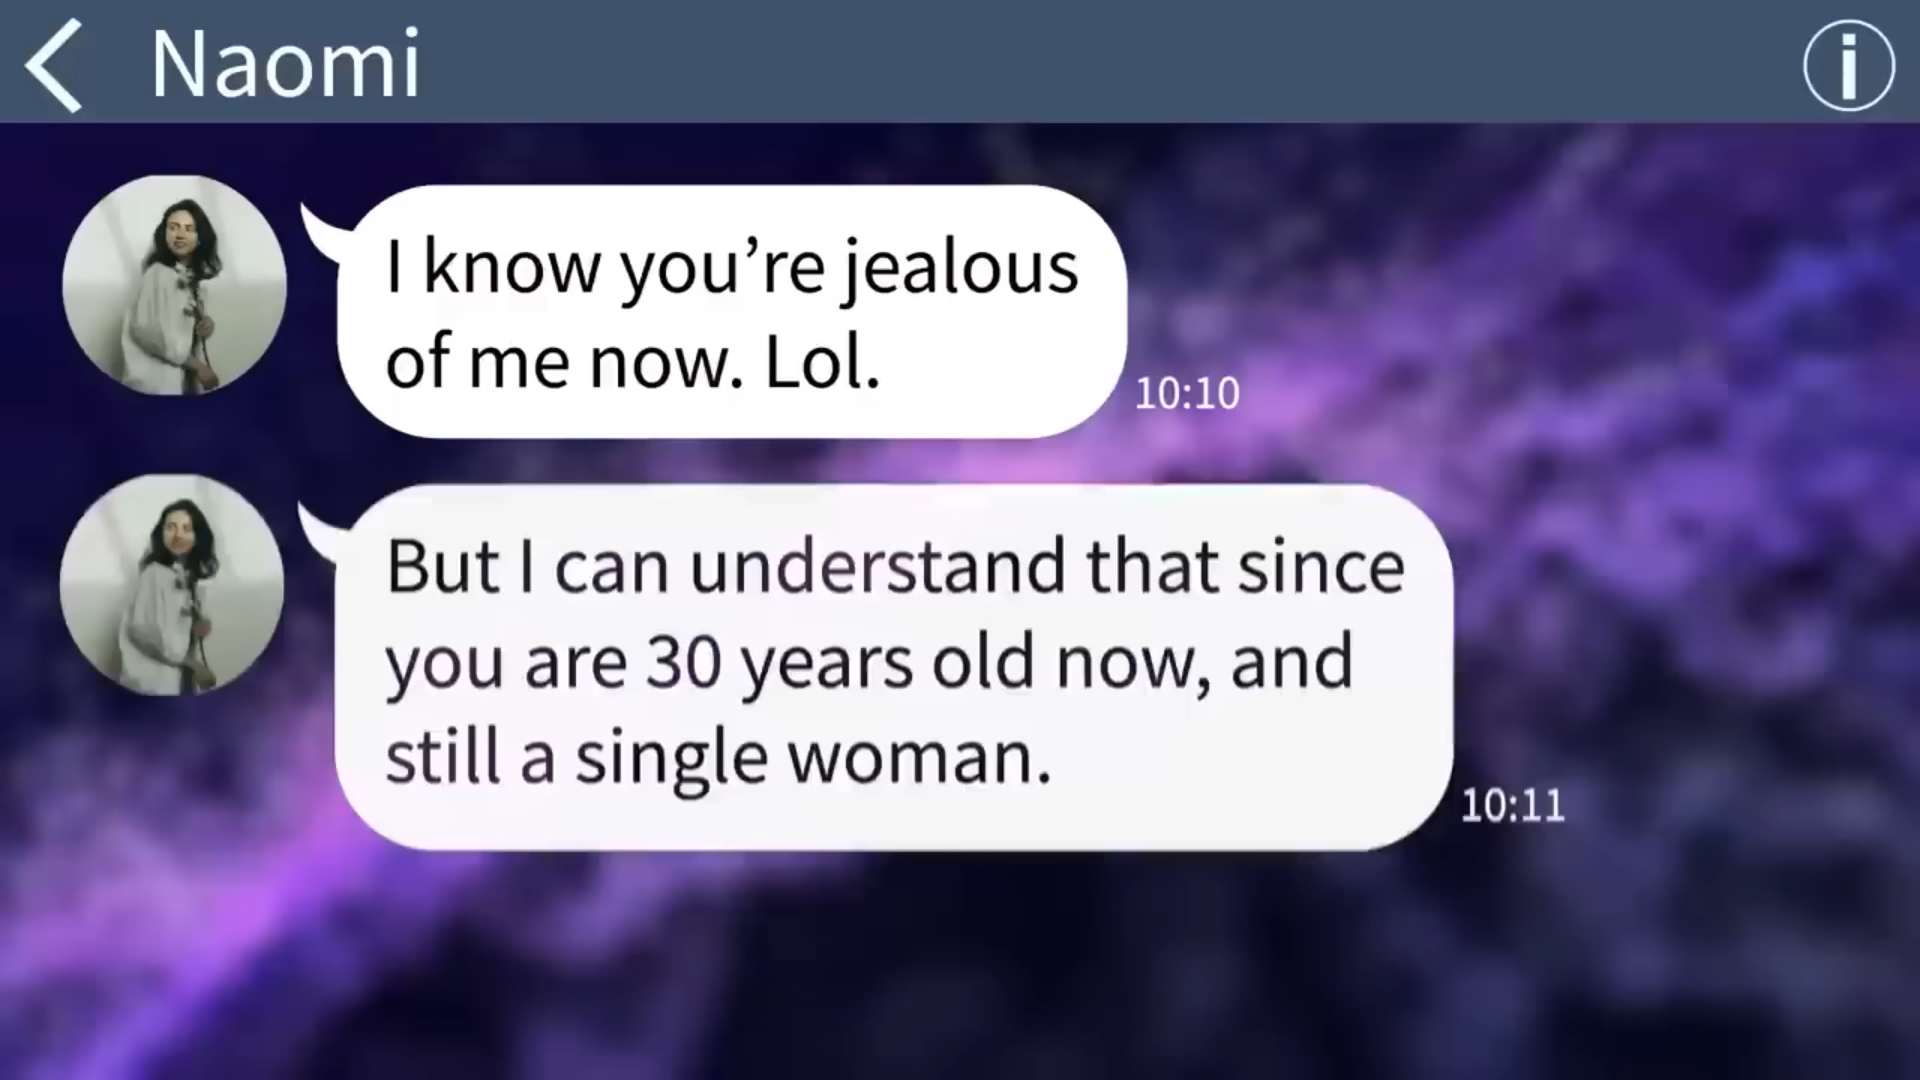 Naomi
I know you’re jealous
of me now. Lol.
10:10
But I can understand that since
you are 30 years old now, and
still a single woman.
10:11